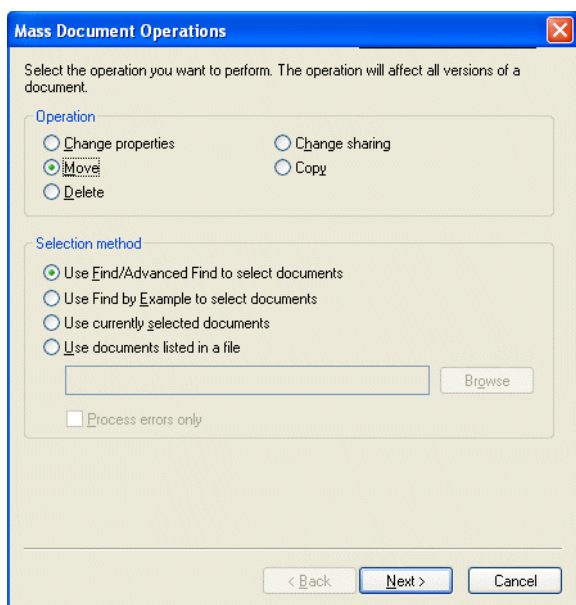 Mass Document Operations
Select the operation you want to perform. The operation will affect all versions of a
document.
Operation
Change properties
Change sharing
Move
Copy
Delete
Selection method
Use Find/Advanced Find to select documents
Use Find by Example to select documents
Use currently selected documents
Use documents listed in a file
Browse
Process errors only
< Back
Next >
Cancel